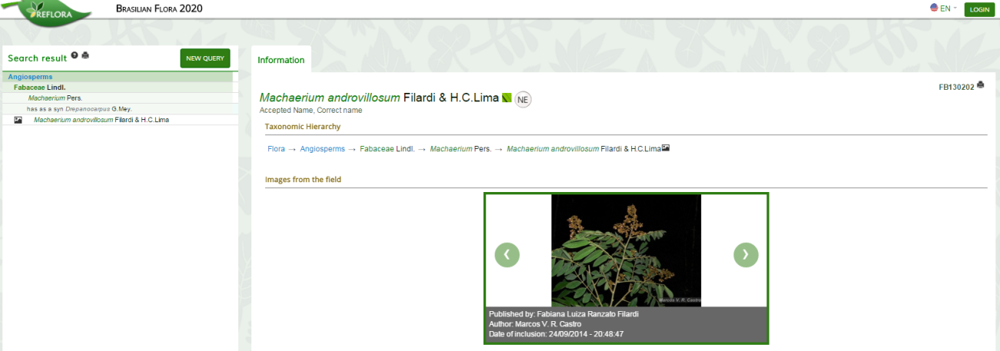 REFLORA
BRASILIAN FLORA 2020
EN
LOGIN
Search result
NEW QUERY
Angiosperms
Fabaceae Lindl.
Machaerium Pers.
has as a syn Drepanocarpus G.Mey.
Machaerium androvillosum Filardi & H.C.Lima
Information
FB130202
Machaerium androvillosum Filardi & H.C.Lima NE
Accepted Name, Correct name
Taxonomic Hierarchy
Flora → Angiosperms → Fabaceae Lindl. → Machaerium Pers. → Machaerium androvillosum Filardi & H.C.Lima
Images from the field
Marcos V. R. Castro
Published by: Fabiana Luiza Ranzato Filardi
Author: Marcos V. R. Castro
Date of inclusion: 24/09/2014 - 20:48:47